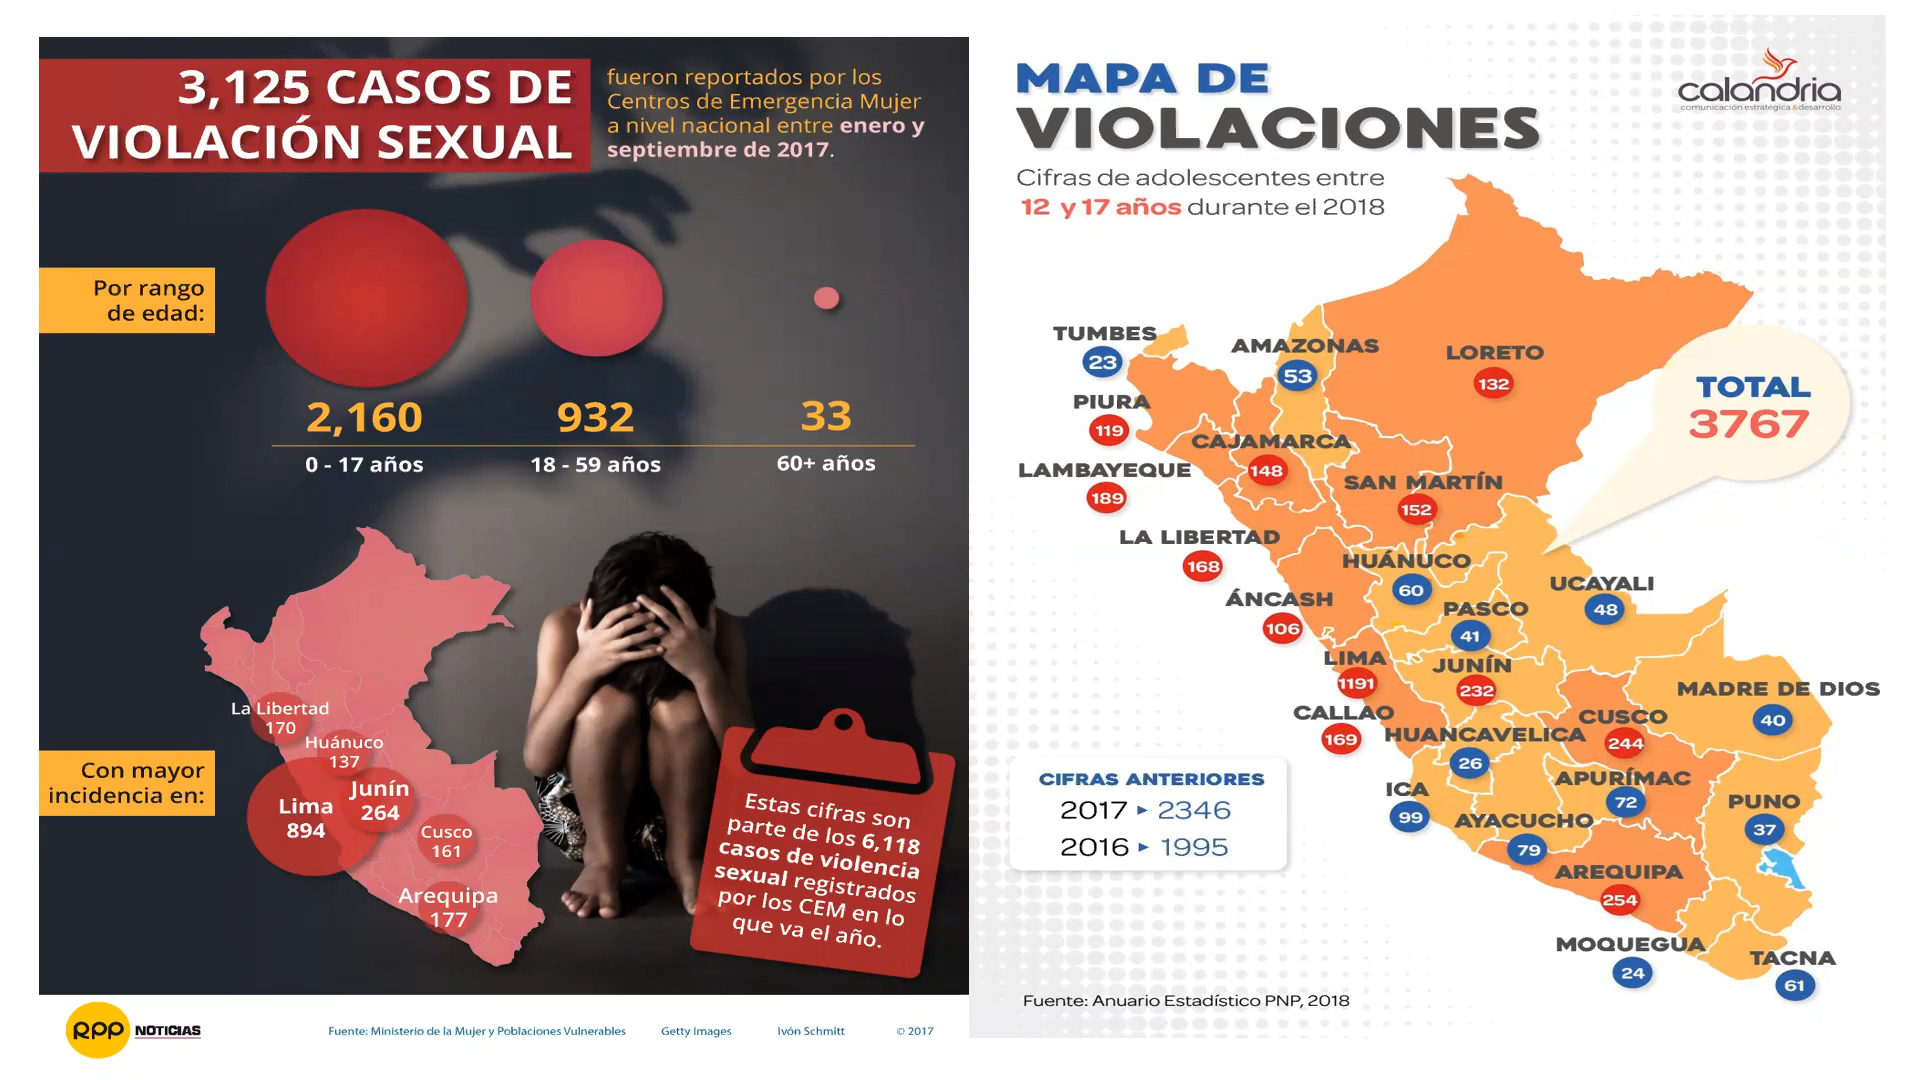 3,125 CASOS DE
VIOLACIÓN SEXUAL
fueron reportados por los
Centros de Emergencia Mujer
a nivel nacional entre enero y
septiembre de 2017.
Por rango
de edad:
2,160
0 - 17 años
932
18 - 59 años
33
60+ años
Con mayor
incidencia en:
La Libertad
170
Huánuco
137
Junín
264
Lima
894
Cusco
161
Arequipa
177
Estas cifras son
parte de los 6,118
casos de violencia
sexual registrados
por los CEM en lo
que va el año.
RPP NOTICIAS
Fuente: Ministerio de la Mujer y Poblaciones Vulnerables
Getty Images
Ivón Schmitt
© 2017
MAPA DE
VIOLACIONES
Cifras de adolescentes entre
12 y 17 años durante el 2018
calandria
comunicación estratégica & desarrollo
TUMBES
23
AMAZONAS
53
LORETO
132
TOTAL
3767
PIURA
119
CAJAMARCA
148
LAMBAYEQUE
189
SAN MARTÍN
152
LA LIBERTAD
168
HUÁNUCO
60
UCAYALI
48
ÁNCASH
106
PASCO
41
LIMA
1191
JUNÍN
232
MADRE DE DIOS
40
CALLAO
169
CUSCO
244
HUANCAVELICA
26
APURÍMAC
72
ICA
99
AYACUCHO
79
PUNO
37
AREQUIPA
254
MOQUEGUA
24
TACNA
61
CIFRAS ANTERIORES
2017 ▸ 2346
2016 ▸ 1995
Fuente: Anuario Estadístico PNP, 2018